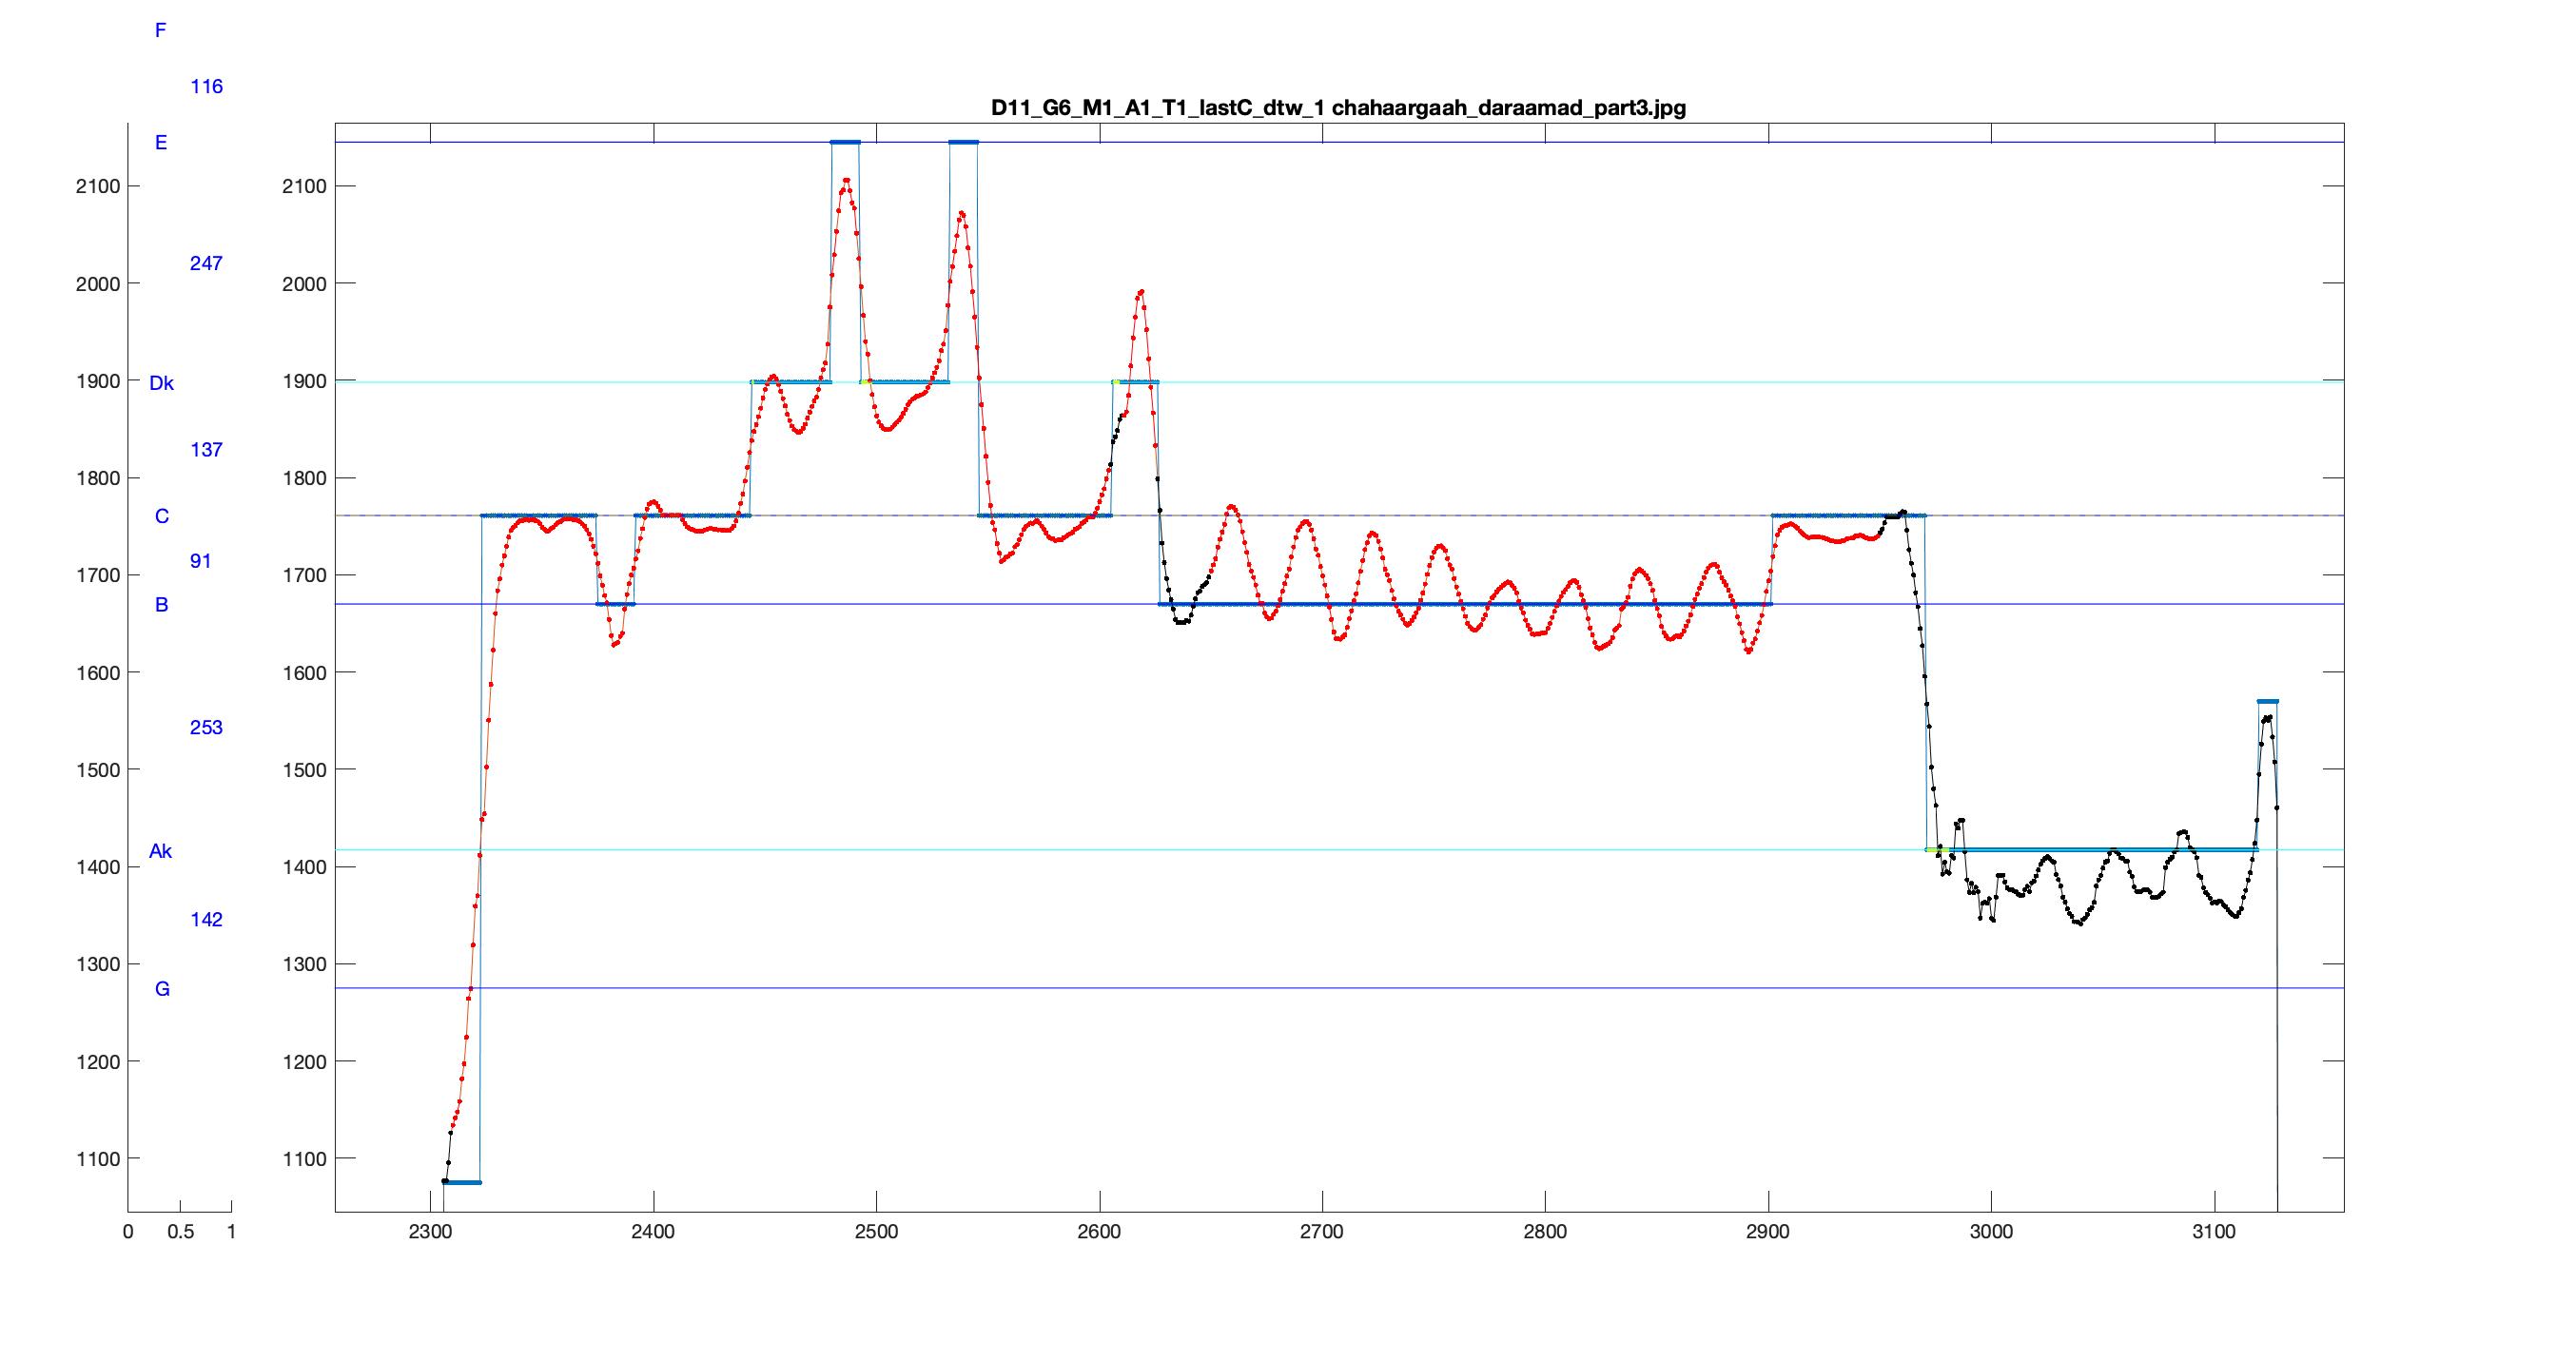 F
116
D11_G6_M1_A1_T1_lastC_dtw_1 chahaargaah_daraamad_part3.jpg
E
2100 2100
247
2000 2000
1900 Dk 1900
137
1800 1800
C
91
1700 1700
B
1600 1600
253
1500 1500
Ak
1400 1400
142
1300 1300
G
1200 1200
1100 1100
0 0.5 1 2300 2400 2500 2600 2700 2800 2900 3000 3100